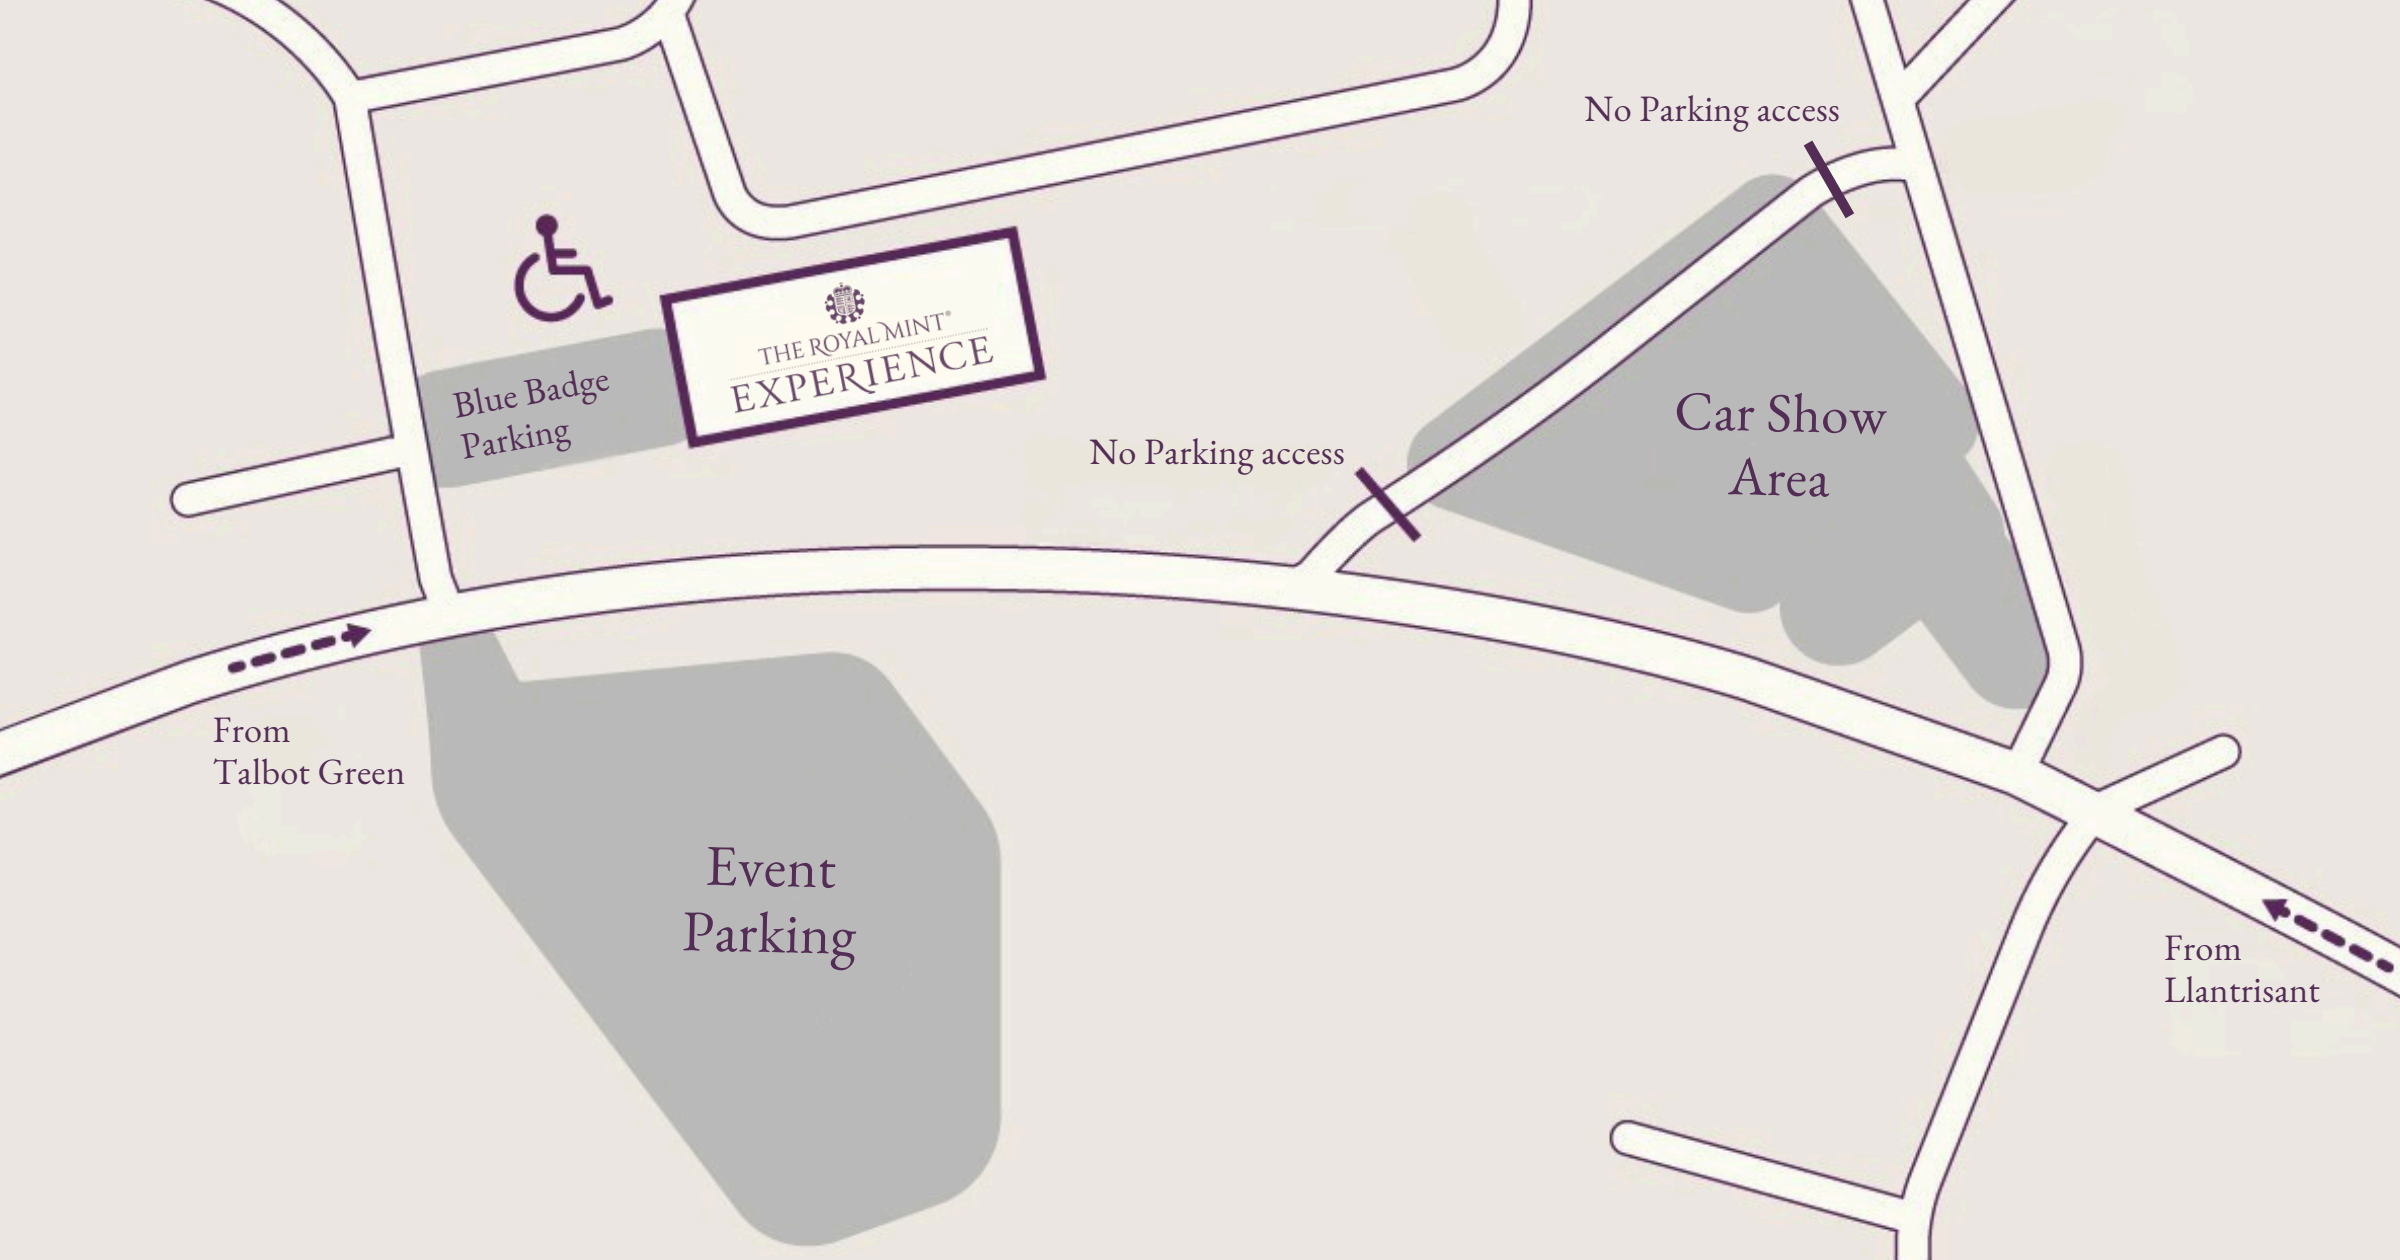 No Parking access
THE ROYAL MINT®
EXPERIENCE
Blue Badge
Parking
No Parking access
Car Show
Area
From
Talbot Green
Event
Parking
From
Llantrisant